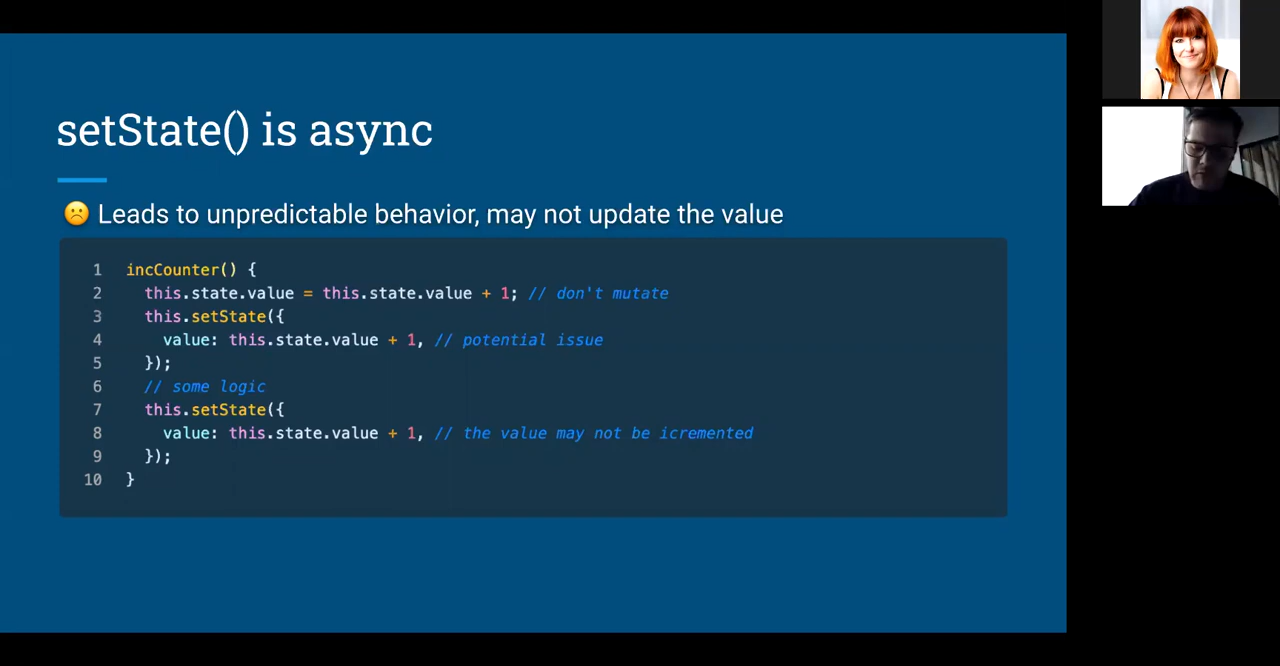 setState() is async
☹️ Leads to unpredictable behavior, may not update the value
1 incCounter() {
2 this.state.value = this.state.value + 1; // don't mutate
3 this.setState({
4 value: this.state.value + 1, // potential issue
5 });
6 // some logic
7 this.setState({
8 value: this.state.value + 1, // the value may not be icremented
9 });
10 }